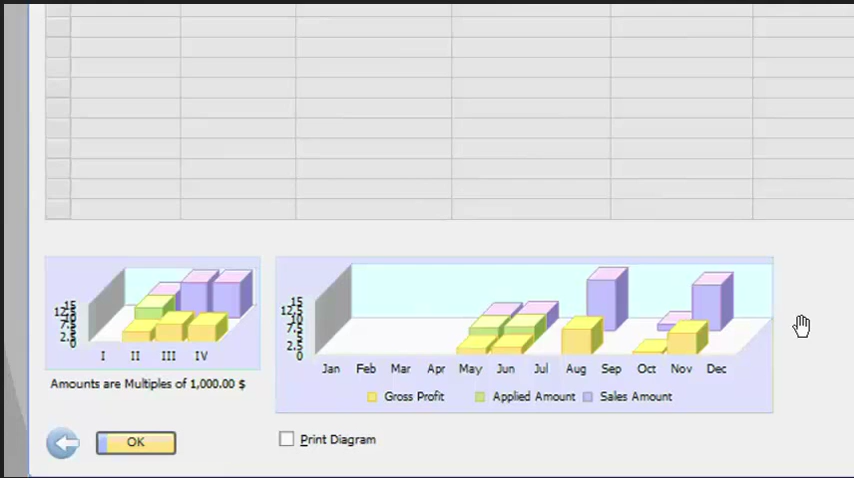 15
12.5
10
7.5
5
2.5
0
I II III IV
Amounts are Multiples of 1,000.00 $
15
12.5
10
7.5
5
2.5
0
Jan Feb Mar Apr May Jun Jul Aug Sep Oct Nov Dec
Gross Profit Applied Amount Sales Amount
OK
Print Diagram